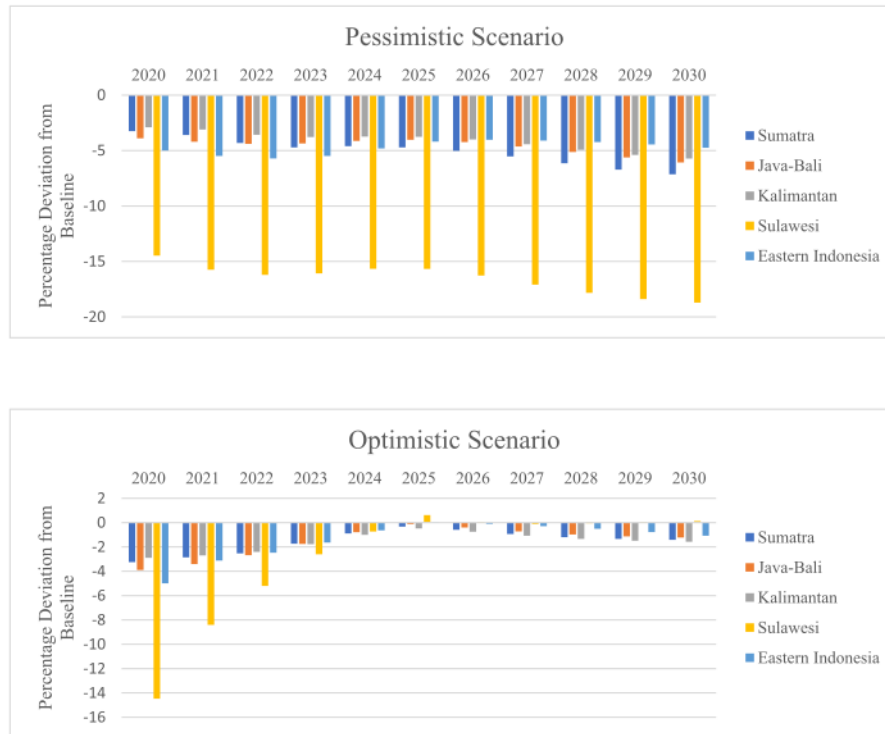 Pessimistic Scenario
2020 2021 2022 2023 2024 2025 2026 2027 2028 2029 2030
Percentage Deviation from
Baseline
0
-5
-10
-15
-20
Sumatra
Java-Bali
Kalimantan
Sulawesi
Eastern Indonesia
Optimistic Scenario
2020 2021 2022 2023 2024 2025 2026 2027 2028 2029 2030
Percentage Deviation from
Baseline
2
0
-2
-4
-6
-8
-10
-12
-14
-16
Sumatra
Java-Bali
Kalimantan
Sulawesi
Eastern Indonesia